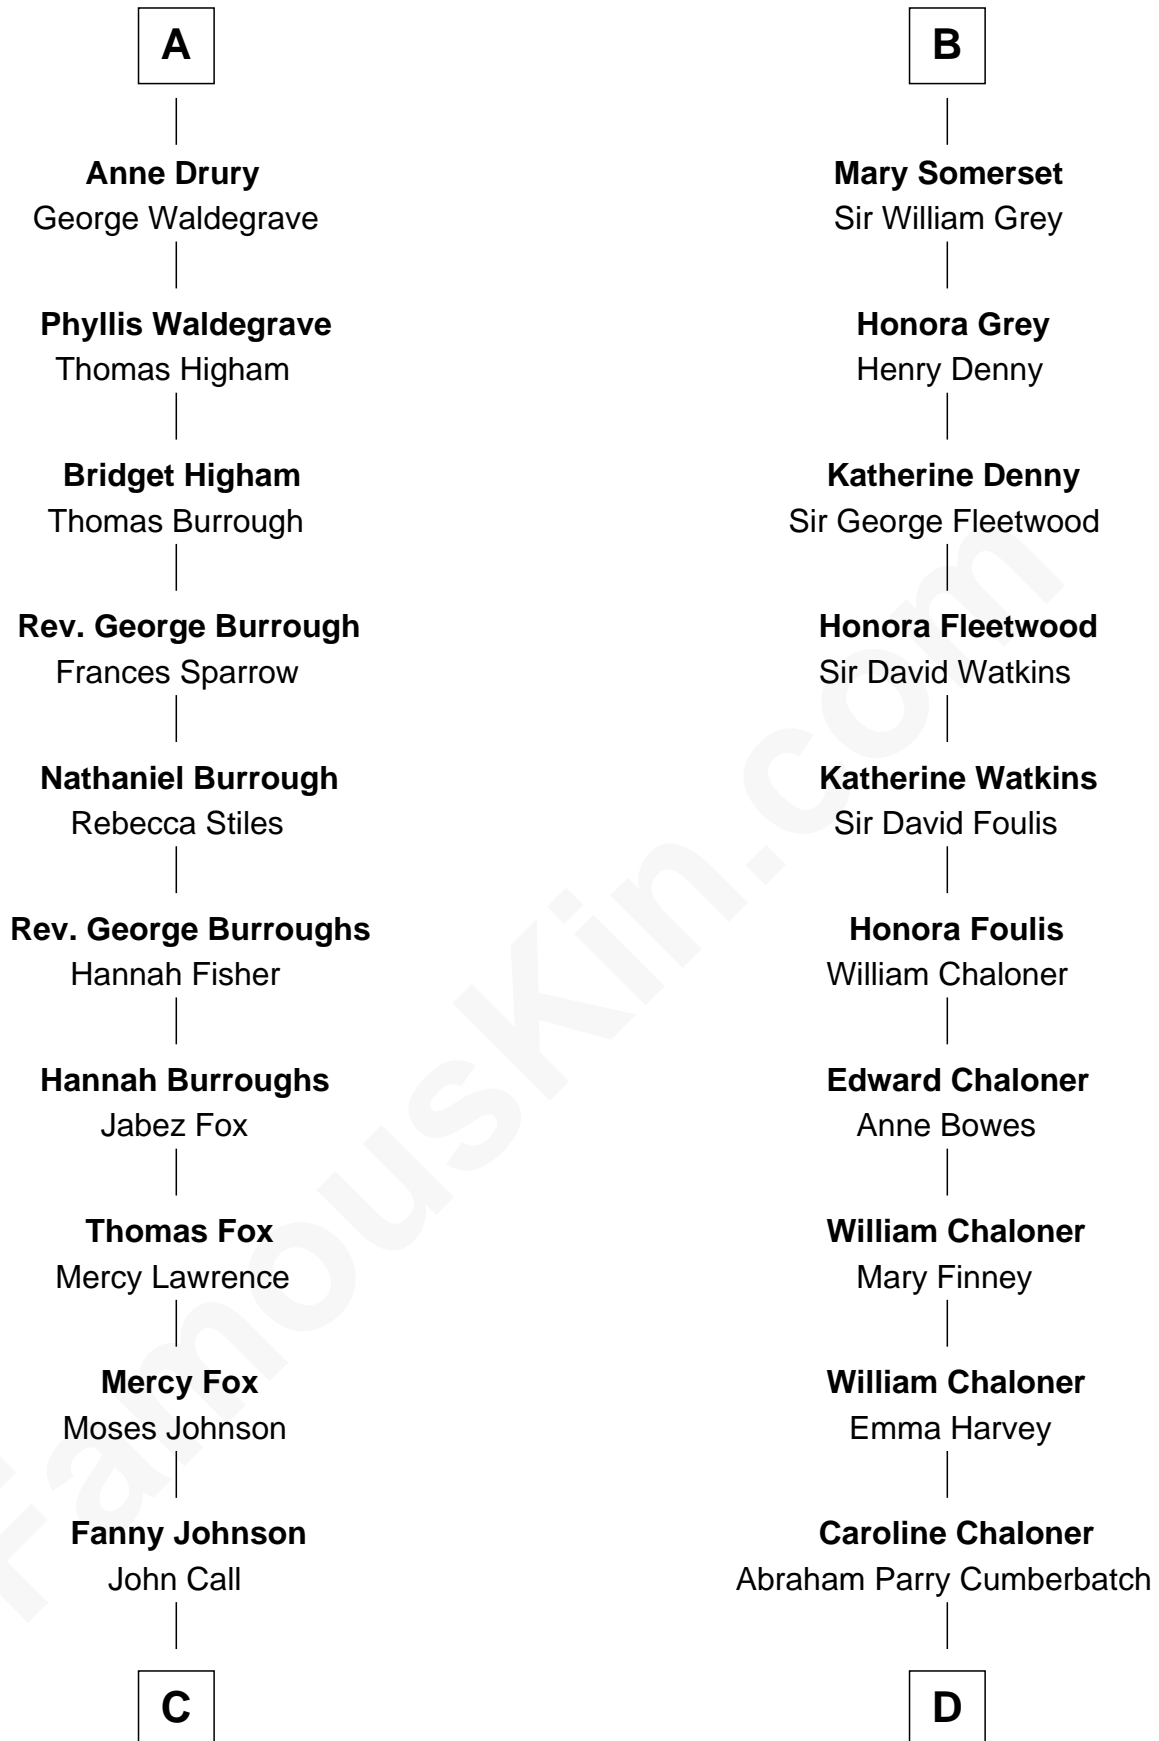 A
Anne Drury
George Waldegrave
Phyllis Waldegrave
Thomas Higham
Bridget Higham
Thomas Burrough
Rev. George Burrough
Frances Sparrow
Nathaniel Burrough
Rebecca Stiles
Rev. George Burroughs
Hannah Fisher
Hannah Burroughs
Jabez Fox
Thomas Fox
Mercy Lawrence
Mercy Fox
Moses Johnson
Fanny Johnson
John Call
C
B
Mary Somerset
Sir William Grey
Honora Grey
Henry Denny
Katherine Denny
Sir George Fleetwood
Honora Fleetwood
Sir David Watkins
Katherine Watkins
Sir David Foulis
Honora Foulis
William Chaloner
Edward Chaloner
Anne Bowes
William Chaloner
Mary Finney
William Chaloner
Emma Harvey
Caroline Chaloner
Abraham Parry Cumberbatch
D
FamousKin.com